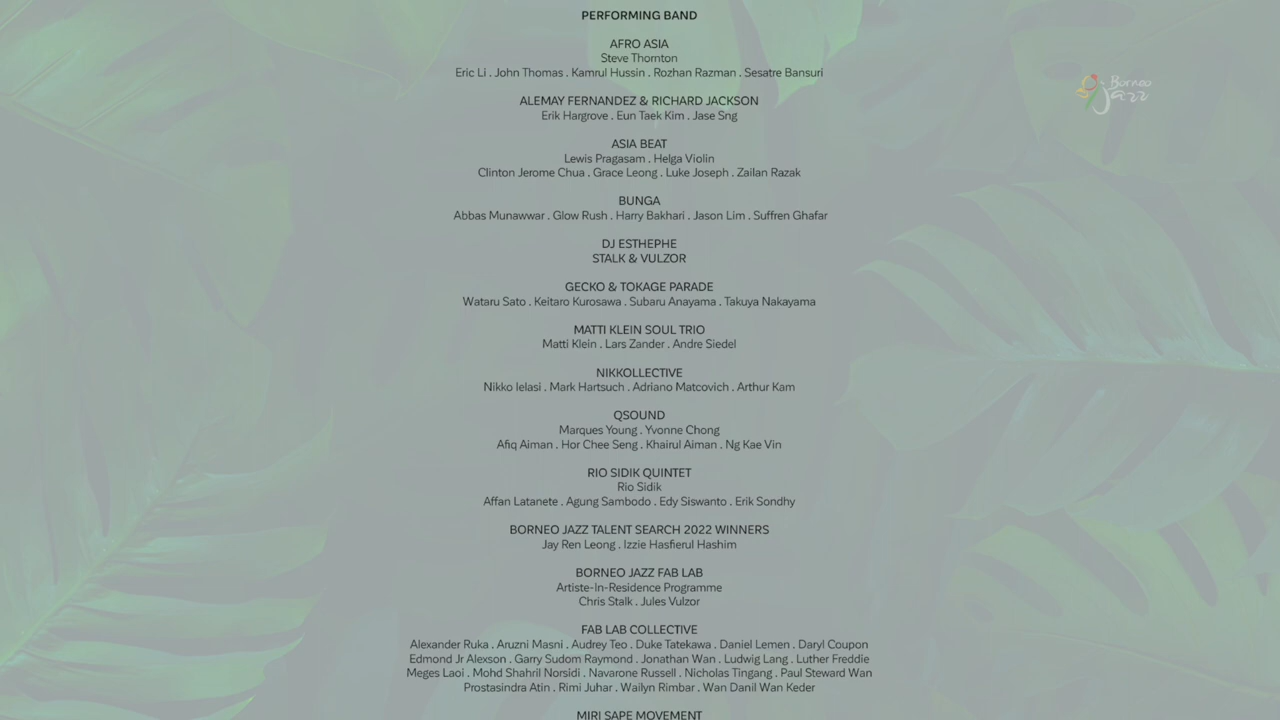 PERFORMING BAND
AFRO ASIA
Steve Thornton
Eric Li . John Thomas . Kamrul Hussin . Rozhan Razman . Sesatre Bansuri
Borneo
Jazz
ALEMAY FERNANDEZ & RICHARD JACKSON
Erik Hargrove . Eun Taek Kim . Jase Sng
ASIA BEAT
Lewis Pragasam . Helga Violin
Clinton Jerome Chua . Grace Leong . Luke Joseph . Zailan Razak
BUNGA
Abbas Munawwar . Glow Rush . Harry Bakhari . Jason Lim . Suffren Ghafar
DJ ESTHEPHE
STALK & VULZOR
GECKO & TOKAGE PARADE
Wataru Sato . Keitaro Kurosawa . Subaru Anayama . Takuya Nakayama
MATTI KLEIN SOUL TRIO
Matti Klein . Lars Zander . Andre Siedel
NIKKOLLECTIVE
Nikko Ielasi . Mark Hartsuch . Adriano Matcovich . Arthur Kam
QSOUND
Marques Young . Yvonne Chong
Afiq Aiman . Hor Chee Seng . Khairul Aiman . Ng Kae Vin
RIO SIDIK QUINTET
Rio Sidik
Affan Latanete . Agung Sambodo . Edy Siswanto . Erik Sondhy
BORNEO JAZZ TALENT SEARCH 2022 WINNERS
Jay Ren Leong . Izzie Hasfierul Hashim
BORNEO JAZZ FAB LAB
Artiste-In-Residence Programme
Chris Stalk . Jules Vulzor
FAB LAB COLLECTIVE
Alexander Ruka . Aruzni Masni . Audrey Teo . Duke Tatekawa . Daniel Lemen . Daryl Coupon
Edmond Jr Alexson . Garry Sudom Raymond . Jonathan Wan . Ludwig Lang . Luther Freddie
Meges Laoi . Mohd Shahril Norsidi . Navarone Russell . Nicholas Tingang . Paul Steward Wan
Prostasindra Atin . Rimi Juhar . Wailyn Rimbar . Wan Danil Wan Keder
MIRI SAPE MOVEMENT